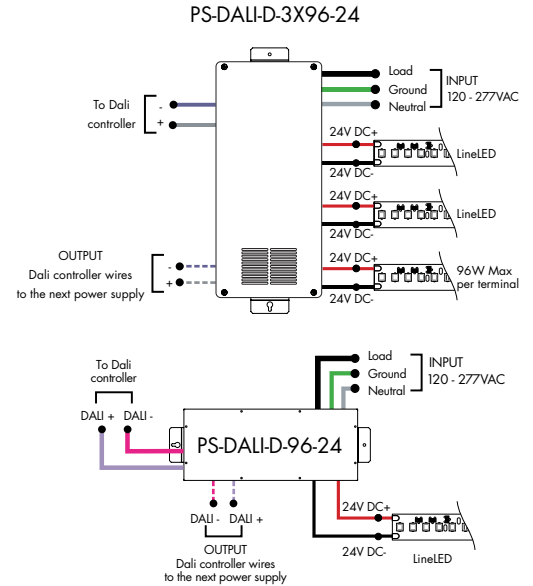 PS-DALI-D-3X96-24
Load
Ground
Neutral
INPUT
120 - 277VAC
To Dali
controller
-
+
24V DC+
LineLED
24V DC-
24V DC+
LineLED
24V DC-
OUTPUT
Dali controller wires
to the next power supply
-
+
24V DC+
96W Max
per terminal
24V DC-
To Dali
controller
DALI + DALI -
Load
Ground
Neutral
INPUT
120 - 277VAC
PS-DALI-D-96-24
DALI - DALI +
OUTPUT
Dali controller wires
to the next power supply
24V DC+
24V DC-
LineLED